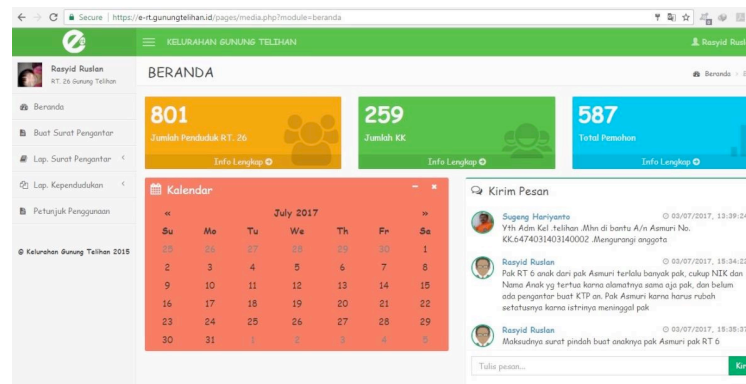 Secure | https://e-rt.gunungtelihan.id/pages/media.php?module=beranda
KELURAHAN GUNUNG TELIHAN
Rasyid Rusl
Rasyid Ruslan
RT. 26 Gunung Telihan
Beranda
Buat Surat Pengantar
Lap. Surat Pengantar
Lap. Kependudukan
Petunjuk Penggunaan
© Kelurahan Gunung Telihan 2015
BERANDA
Beranda >
801
Jumlah Penduduk RT. 26
Info Lengkap
259
Jumlah KK
Info Lengkap
587
Total Pemohon
Info Lengkap
Kalendar
« July 2017 »
Su Mo Tu We Th Fr Sa
25 26 27 28 29 30 1
2 3 4 5 6 7 8
9 10 11 12 13 14 15
16 17 18 19 20 21 22
23 24 25 26 27 28 29
30 31 1 2 3 4 5
Kirim Pesan
Sugeng Hariyanto 03/07/2017, 13:39:24
Yth Adm Kel .telihan .Mhn di bantu A/n Asmuri No.
KK.6474031403140002 .Mengurangi anggota
Rasyid Ruslan 03/07/2017, 15:34:22
Pak RT 6 anak dari pak Asmuri terlalu banyak pak, cukup NIK dan
Nama Anak yg tertua karna alamatnya sama aja pak, dan belum
ada pengantar buat KTP an. Pak Asmuri karna harus rubah
setatusnya karna istrinya meninggal pak
Rasyid Ruslan 03/07/2017, 15:35:37
Maksudnya surat pindah buat anaknya pak Asmuri pak RT 6
Tulis pesan...
Kir